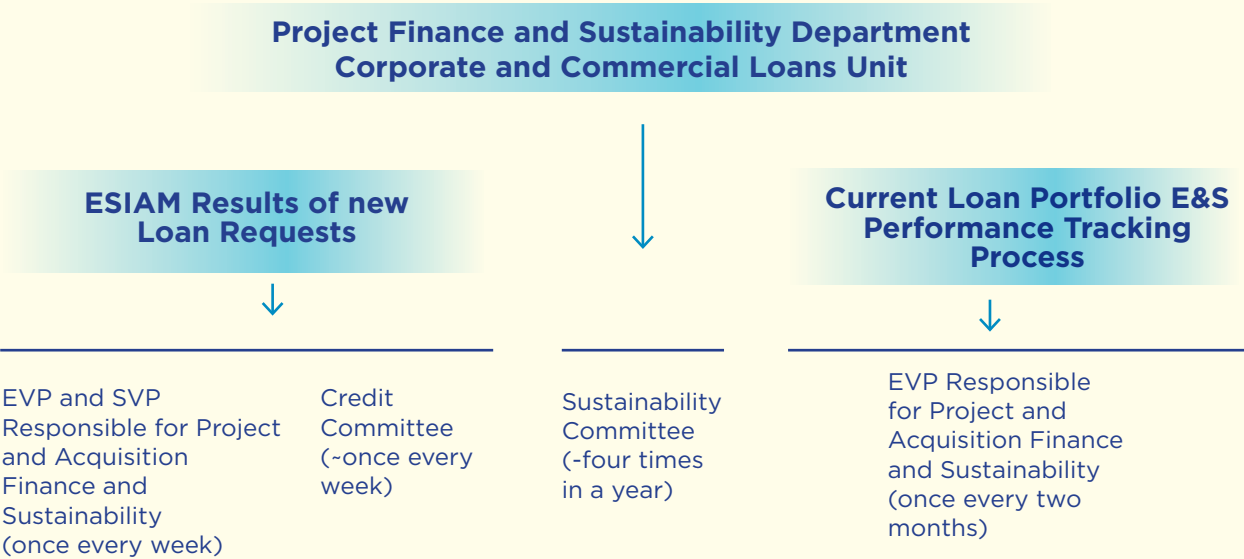 Project Finance and Sustainability Department
Corporate and Commercial Loans Unit
ESIAM Results of new
Loan Requests
Current Loan Portfolio E&S
Performance Tracking
Process
EVP and SVP
Responsible for Project
and Acquisition
Finance and
Sustainability
(once every week)
Credit
Committee
(~once every
week)
Sustainability
Committee
(-four times
in a year)
EVP Responsible
for Project and
Acquisition Finance
and Sustainability
(once every two
months)